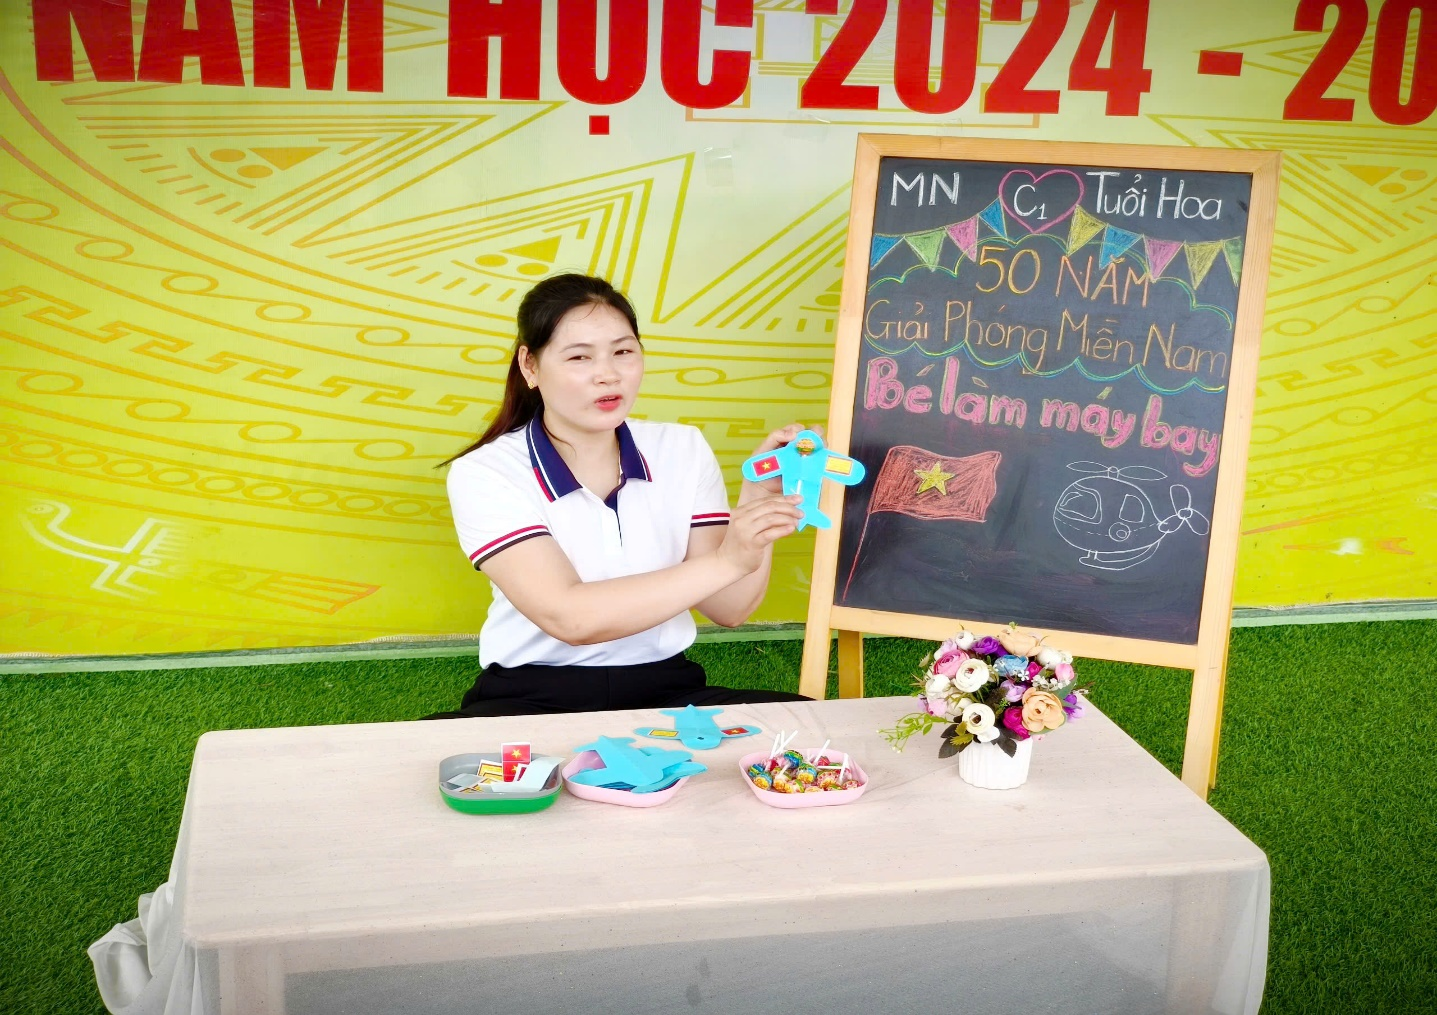 NĂM HỌC 2024 - 20
MN C1 Tuổi Hoa
50 NĂM
Giải Phóng Miền Nam
Bé làm máy bay